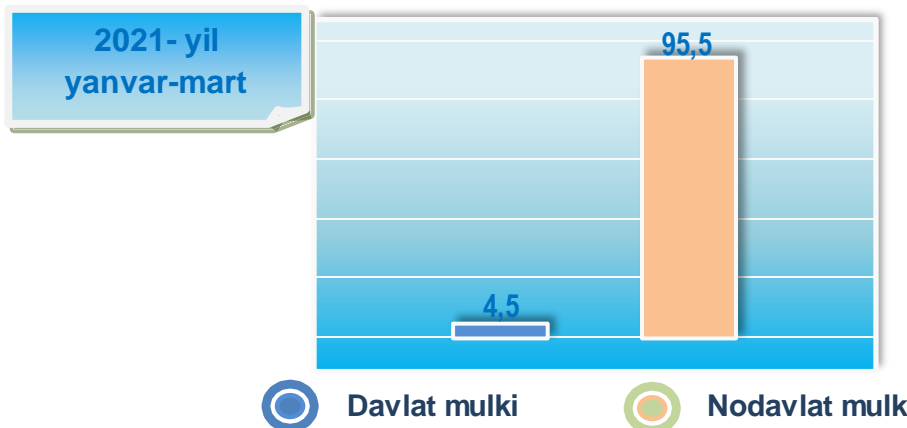 2021- yil
yanvar-mart
95,5
4,5
Davlat mulki
Nodavlat mulk